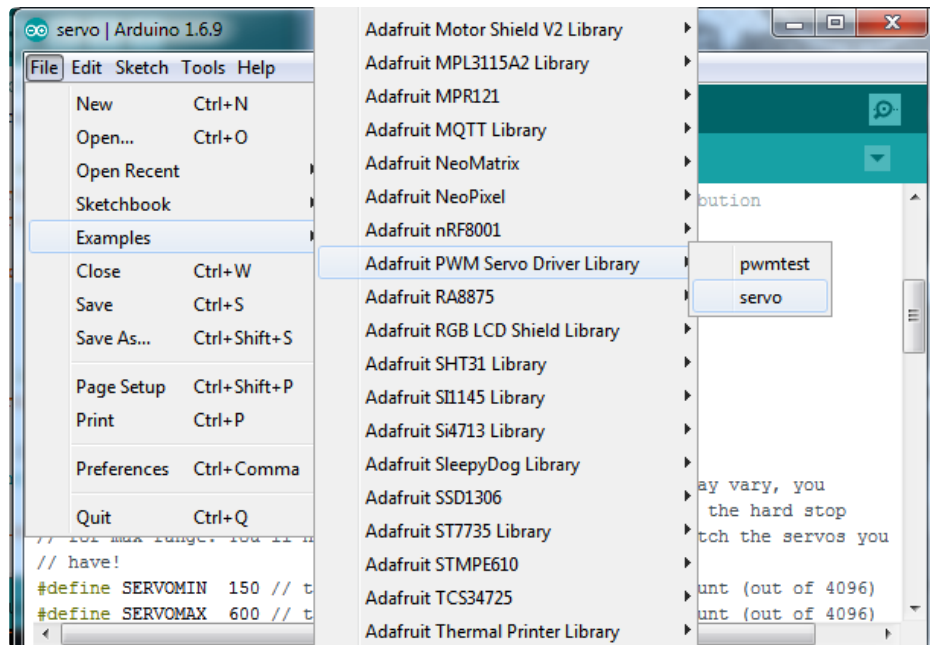 servo | Arduino 1.6.9
File Edit Sketch Tools Help
New Ctrl+N
Open... Ctrl+O
Open Recent
Sketchbook
Examples
Close Ctrl+W
Save Ctrl+S
Save As... Ctrl+Shift+S
Page Setup Ctrl+Shift+P
Print Ctrl+P
Preferences Ctrl+Comma
Quit Ctrl+Q
Adafruit Motor Shield V2 Library
Adafruit MPL3115A2 Library
Adafruit MPR121
Adafruit MQTT Library
Adafruit NeoMatrix
Adafruit NeoPixel
Adafruit nRF8001
Adafruit PWM Servo Driver Library
Adafruit RA8875
Adafruit RGB LCD Shield Library
Adafruit SHT31 Library
Adafruit SI1145 Library
Adafruit Si4713 Library
Adafruit SleepyDog Library
Adafruit SSD1306
Adafruit ST7735 Library
Adafruit STMPE610
Adafruit TCS34725
Adafruit Thermal Printer Library
pwmtest
servo
bution
ay vary, you
the hard stop
// for max range. You'll n tch the servos you
// have!
#define SERVOMIN 150 // t unt (out of 4096)
#define SERVOMAX 600 // t unt (out of 4096)